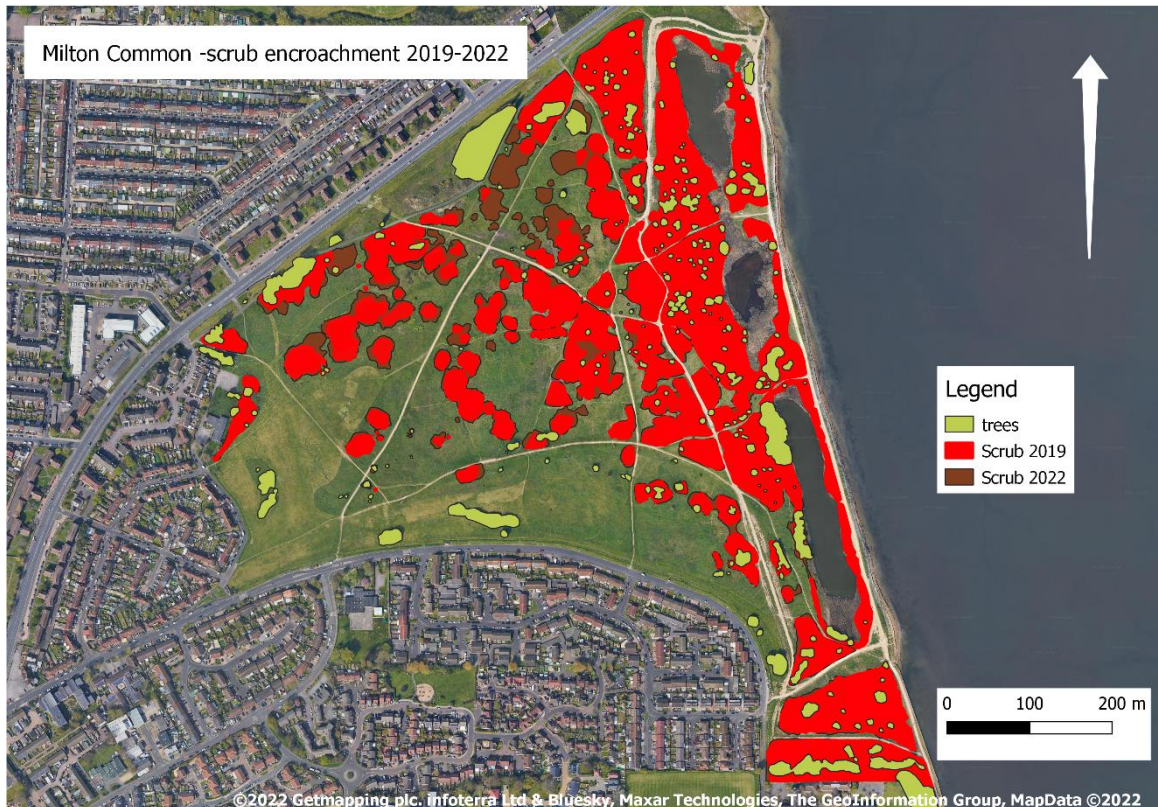 Milton Common -scrub encroachment 2019-2022
Legend
trees
Scrub 2019
Scrub 2022
0 100 200 m
©2022 Getmapping plc. Infoterra Ltd & Bluesky, Maxar Technologies, The GeoInformation Group, MapData ©2022